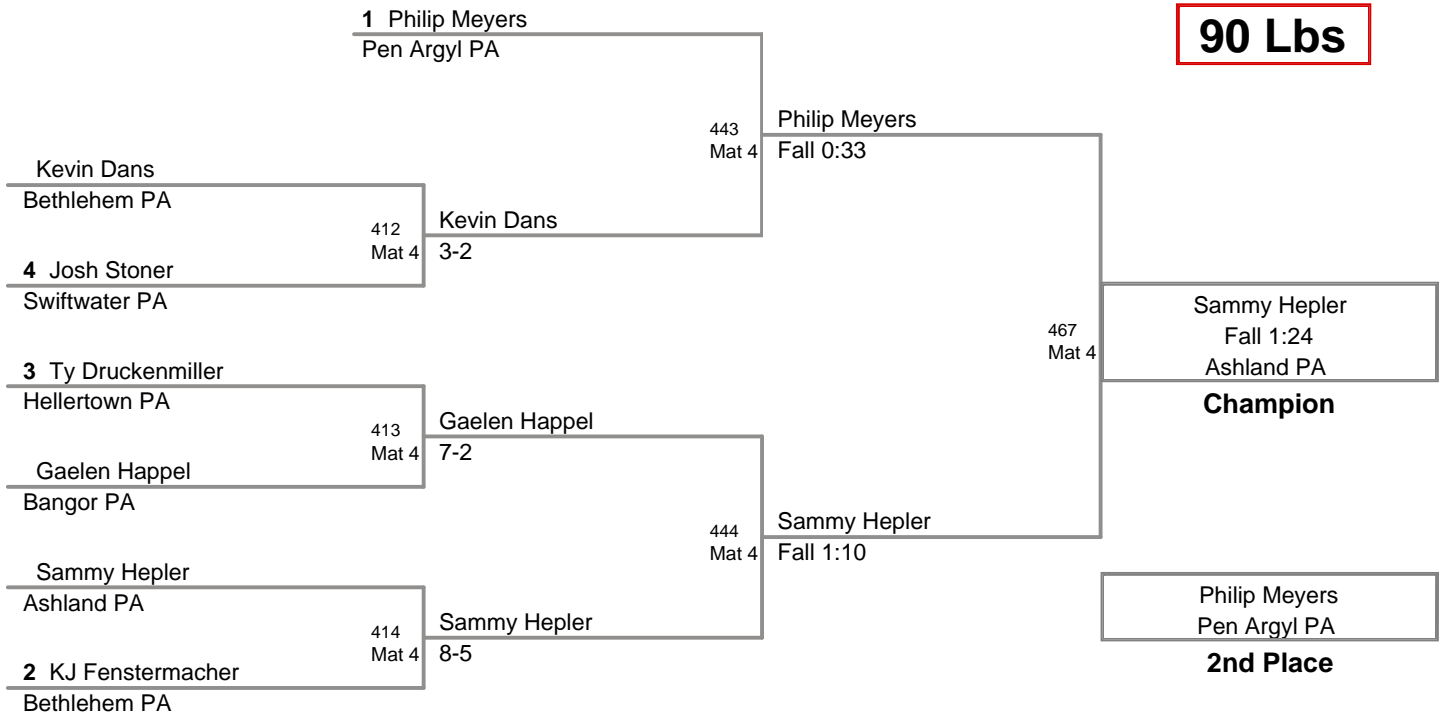 1 Philip Meyers
Pen Argyl PA
90 Lbs
443
Mat 4
Philip Meyers
Fall 0:33
Kevin Dans
Bethlehem PA
412
Mat 4
Kevin Dans
3-2
4 Josh Stoner
Swiftwater PA
467
Mat 4
Sammy Hepler
Fall 1:24
Ashland PA
Champion
3 Ty Druckenmiller
Hellertown PA
413
Mat 4
Gaelen Happel
7-2
Gaelen Happel
Bangor PA
444
Mat 4
Sammy Hepler
Fall 1:10
Sammy Hepler
Ashland PA
414
Mat 4
Sammy Hepler
8-5
2 KJ Fenstermacher
Bethlehem PA
Philip Meyers
Pen Argyl PA
2nd Place